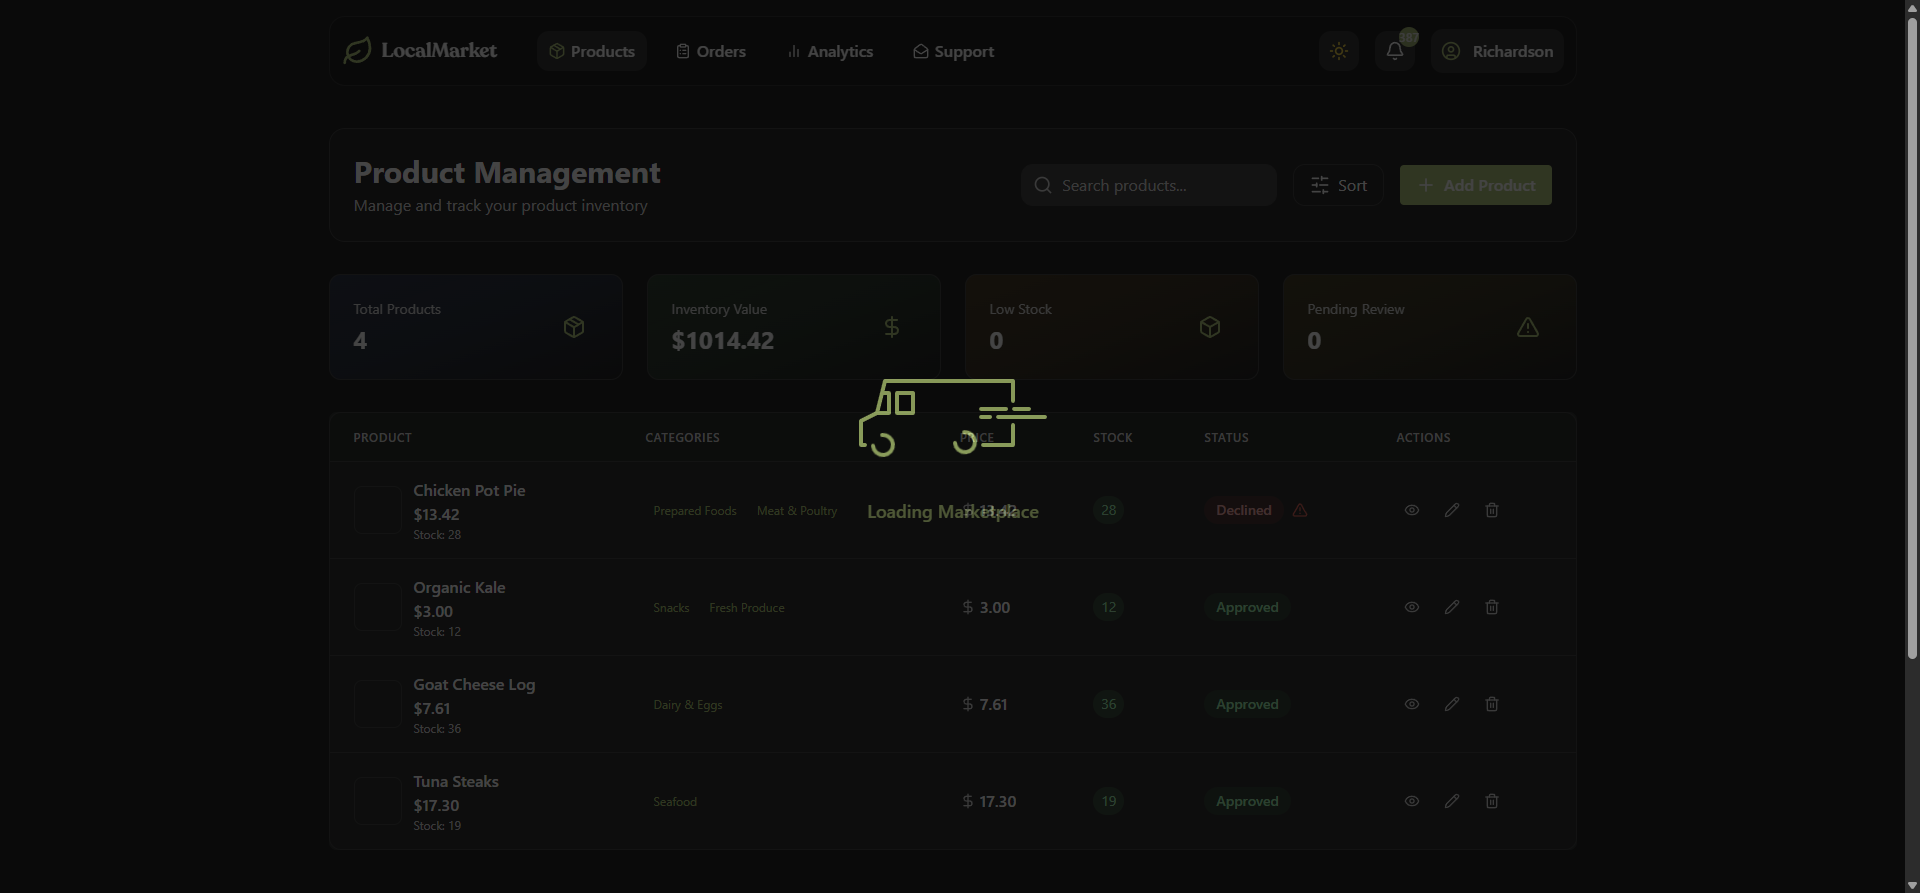 LocalMarket
Products
Orders
Analytics
Support
387
Richardson
Product Management
Manage and track your product inventory
Search products...
Sort
Add Product
Total Products
4
Inventory Value
$1014.42
Low Stock
0
Pending Review
0
PRODUCT CATEGORIES PRICE STOCK STATUS ACTIONS
Chicken Pot Pie
$13.42
Stock: 28
Prepared Foods Meat & Poultry
Loading Marketplace
$ 13.42
28
Declined
Organic Kale
$3.00
Stock: 12
Snacks Fresh Produce
$ 3.00
12
Approved
Goat Cheese Log
$7.61
Stock: 36
Dairy & Eggs
$ 7.61
36
Approved
Tuna Steaks
$17.30
Stock: 19
Seafood
$ 17.30
19
Approved